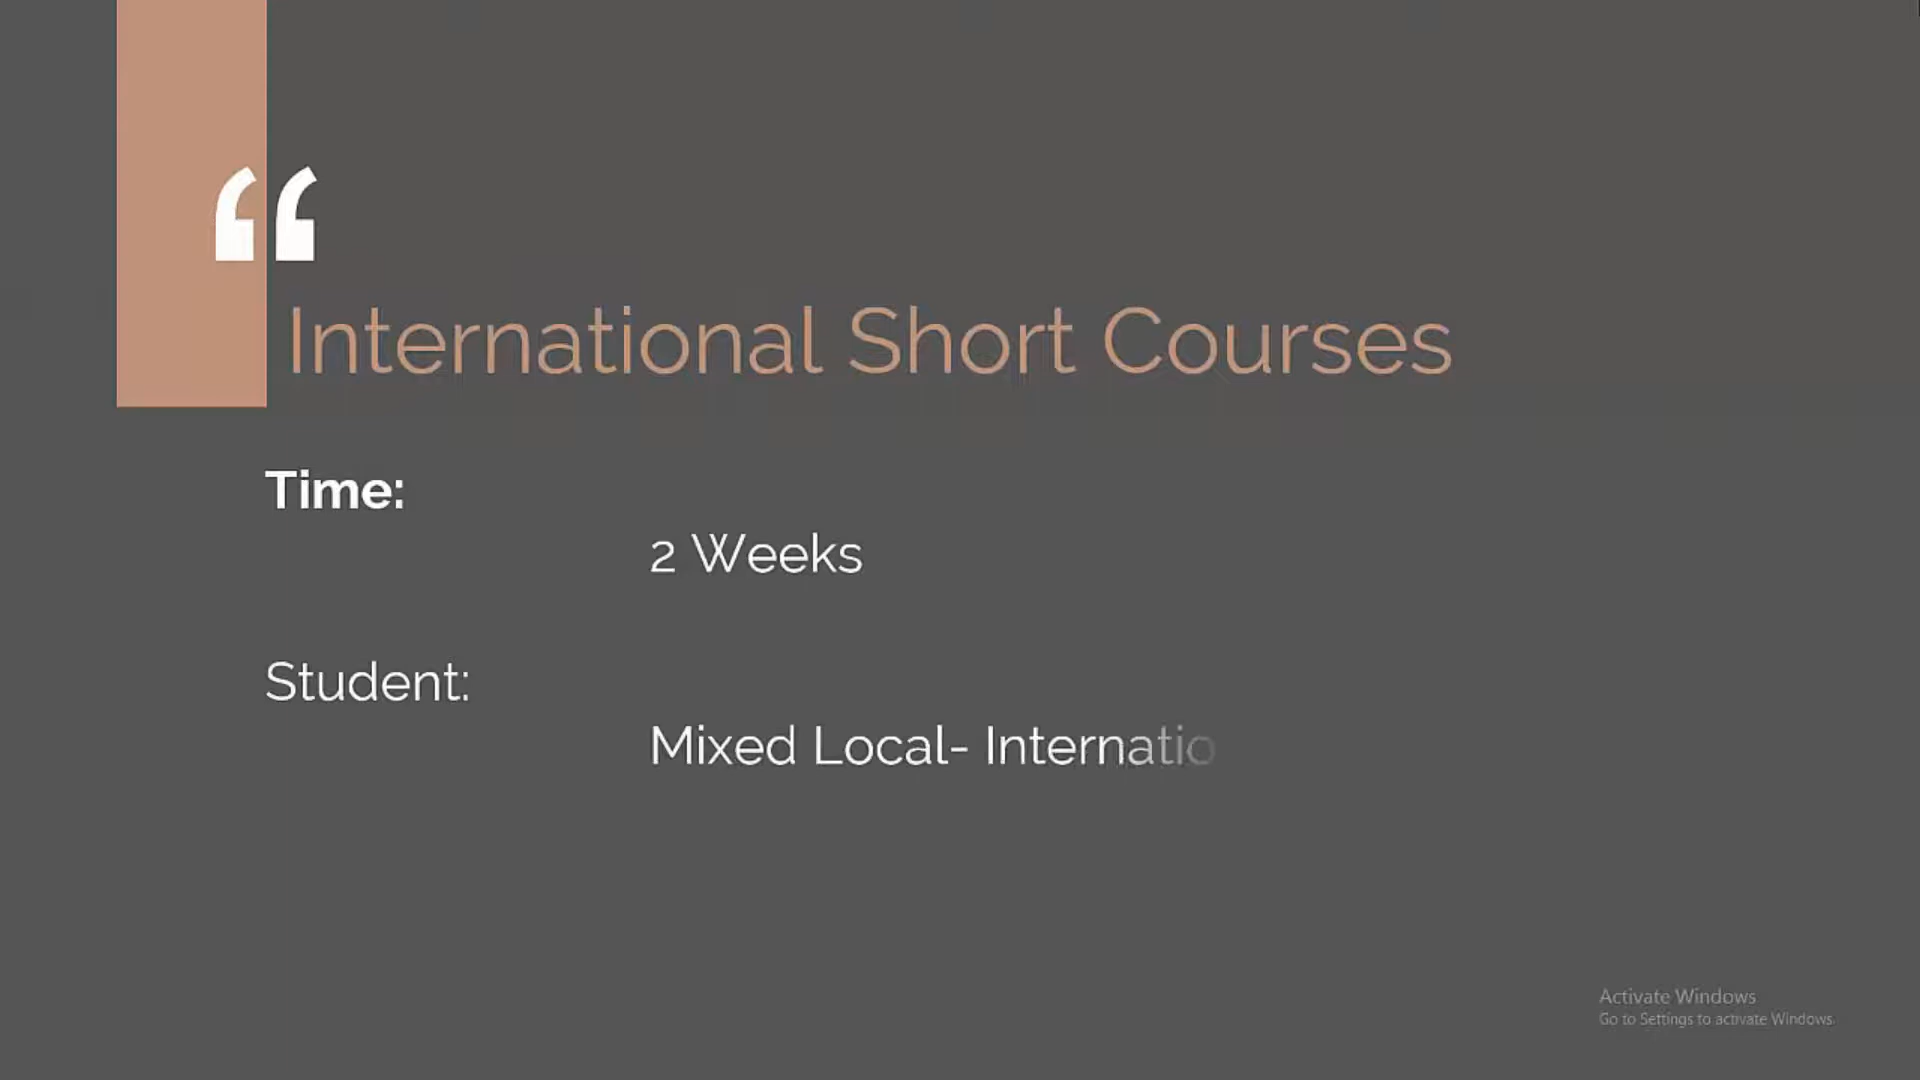 “
International Short Courses
Time:
2 Weeks
Student:
Mixed Local- Internatio
Activate Windows
Go to Settings to activate Windows.